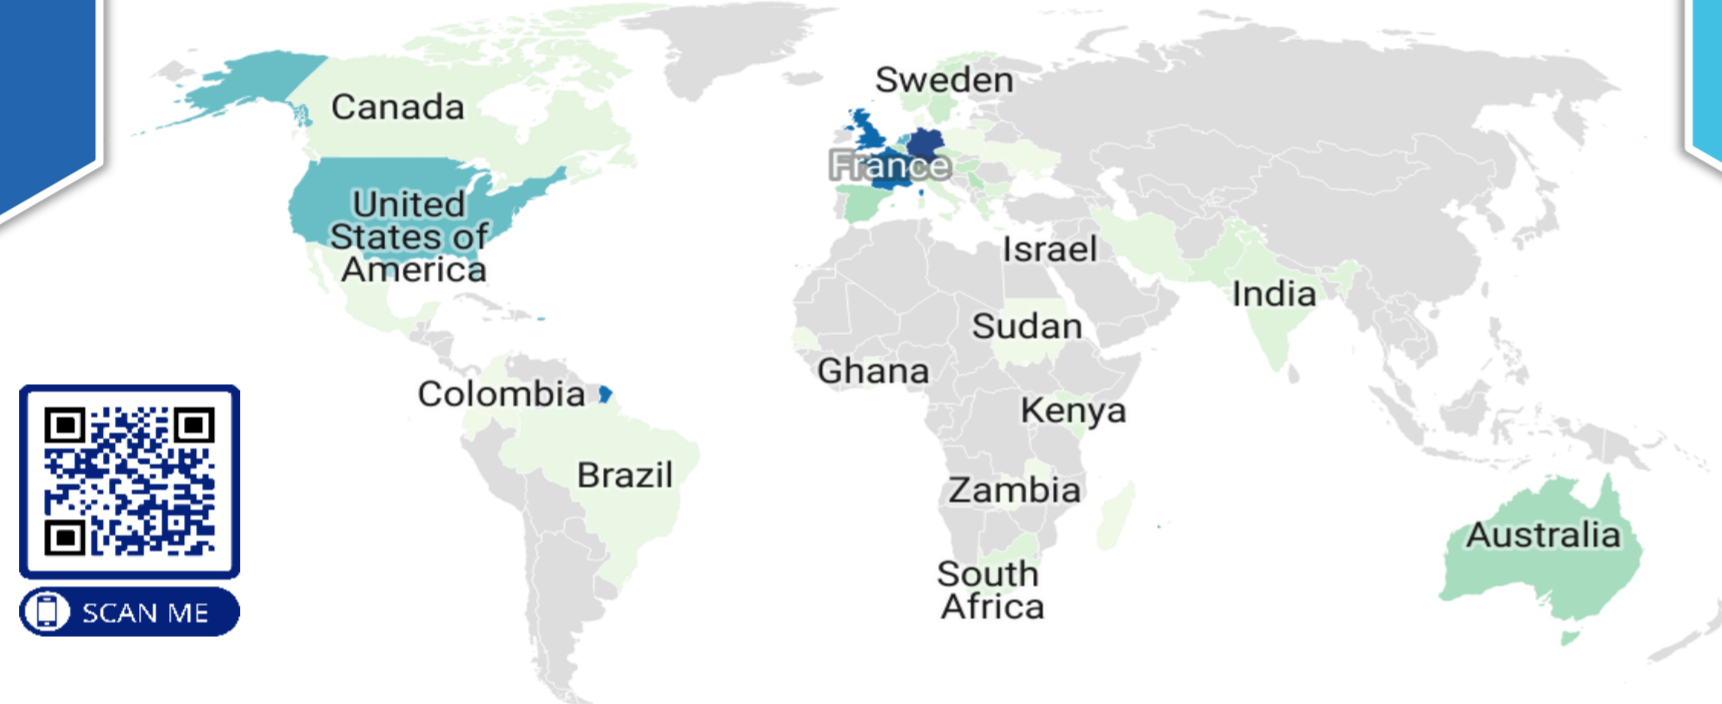 Sweden
Canada
France
United
States of
America
Israel
India
Sudan
Ghana
Colombia
Kenya
Brazil
Zambia
Australia
South
Africa
SCAN ME